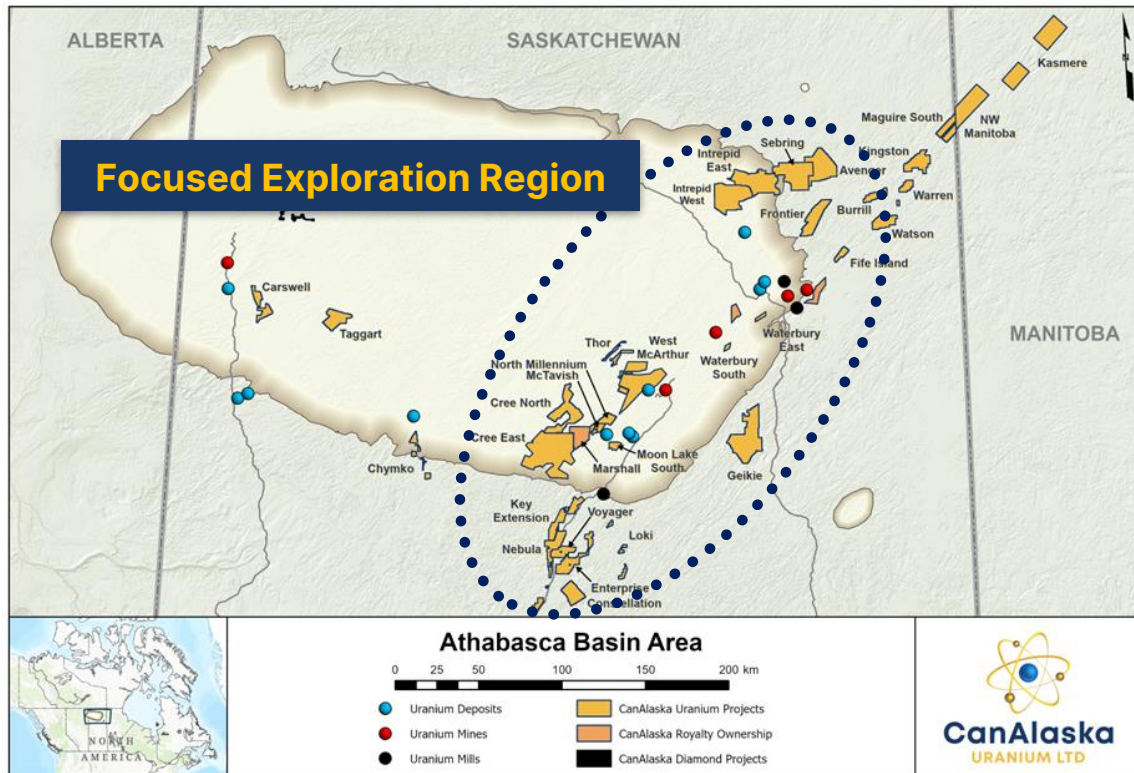 ALBERTA
SASKATCHEWAN
Kasmere
Maguire South
NW
Manitoba
Focused Exploration Region
Sebring
Intrepid
East
Kingston
Avenger
Intrepid
West
Warren
Frontier
Burrill
Watson
Fife Island
Carswell
Taggart
MANITOBA
Waterbury
East
Thor
West
McArthur
Waterbury
South
North Millennium
McTavish
Cree North
Cree East
Chymko
Marshall
Moon Lake
South
Geikie
Key
Extension
Voyager
Nebula
Loki
Enterprise
Constellation
NORTH
AMERICA
Athabasca Basin Area
0 25 50 100 150 200 km
Uranium Deposits
CanAlaska Uranium Projects
Uranium Mines
CanAlaska Royalty Ownership
Uranium Mills
CanAlaska Diamond Projects
CanAlaska
URANIUM LTD